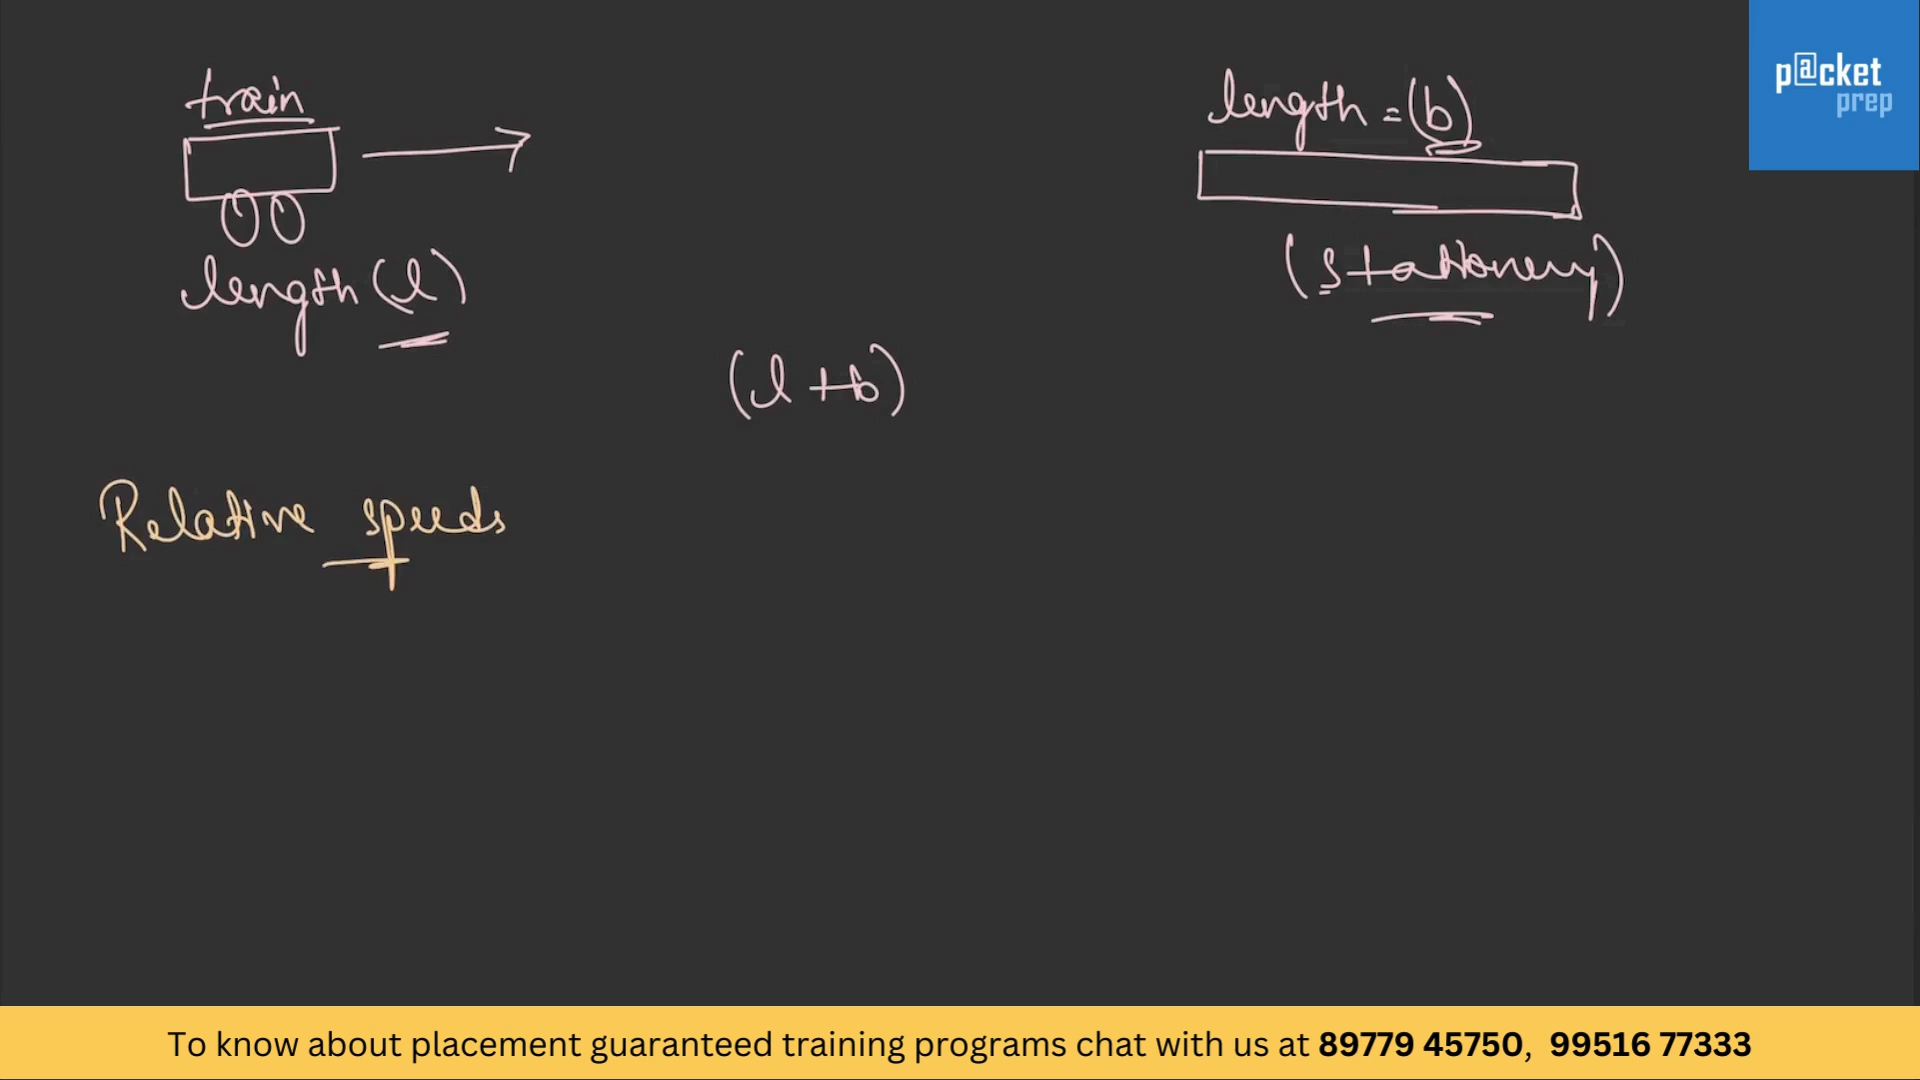 train
length (l)
length = (b)
(stationery)
(l + b)
Relative speeds
p@cket
prep
To know about placement guaranteed training programs chat with us at 89779 45750, 99516 77333